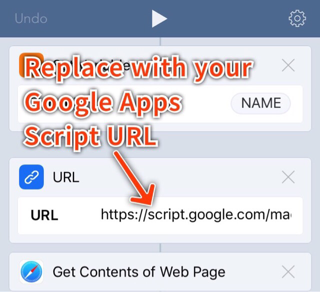 Undo
Replace with your
Google Apps
Script URL
NAME
URL
URL https://script.google.com/ma
Get Contents of Web Page